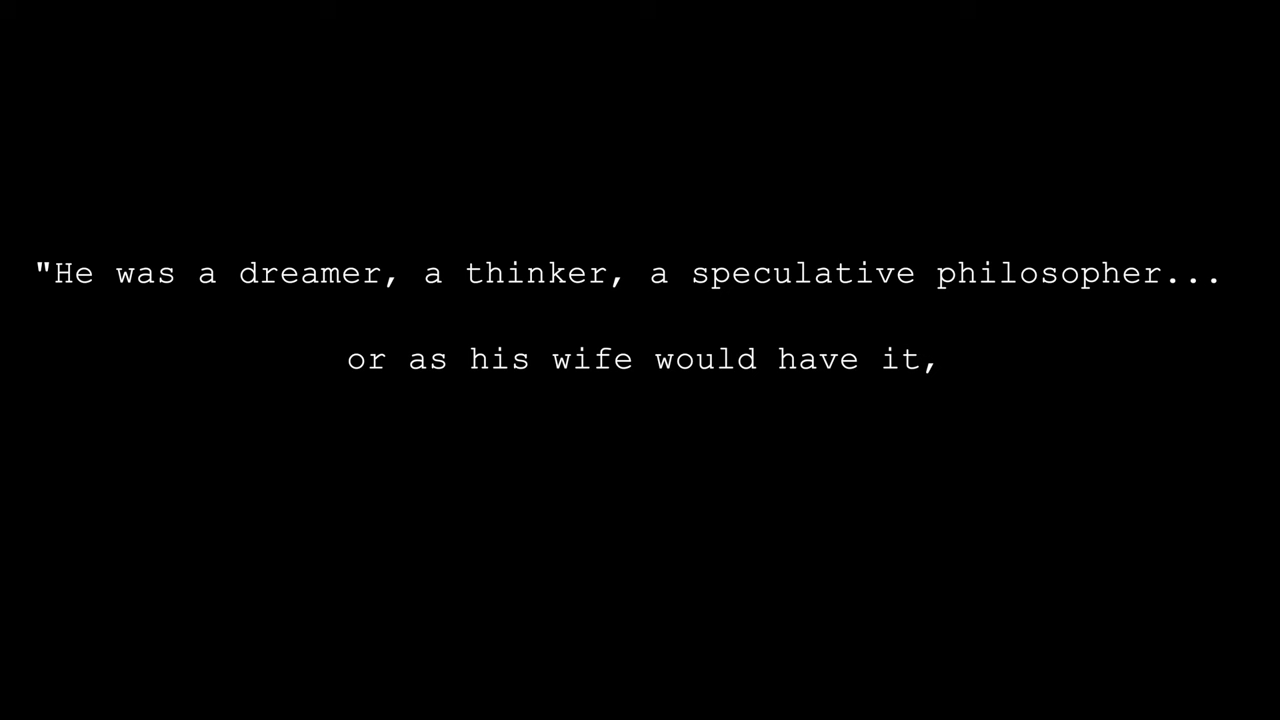 "He was a dreamer, a thinker, a speculative philosopher...
or as his wife would have it,